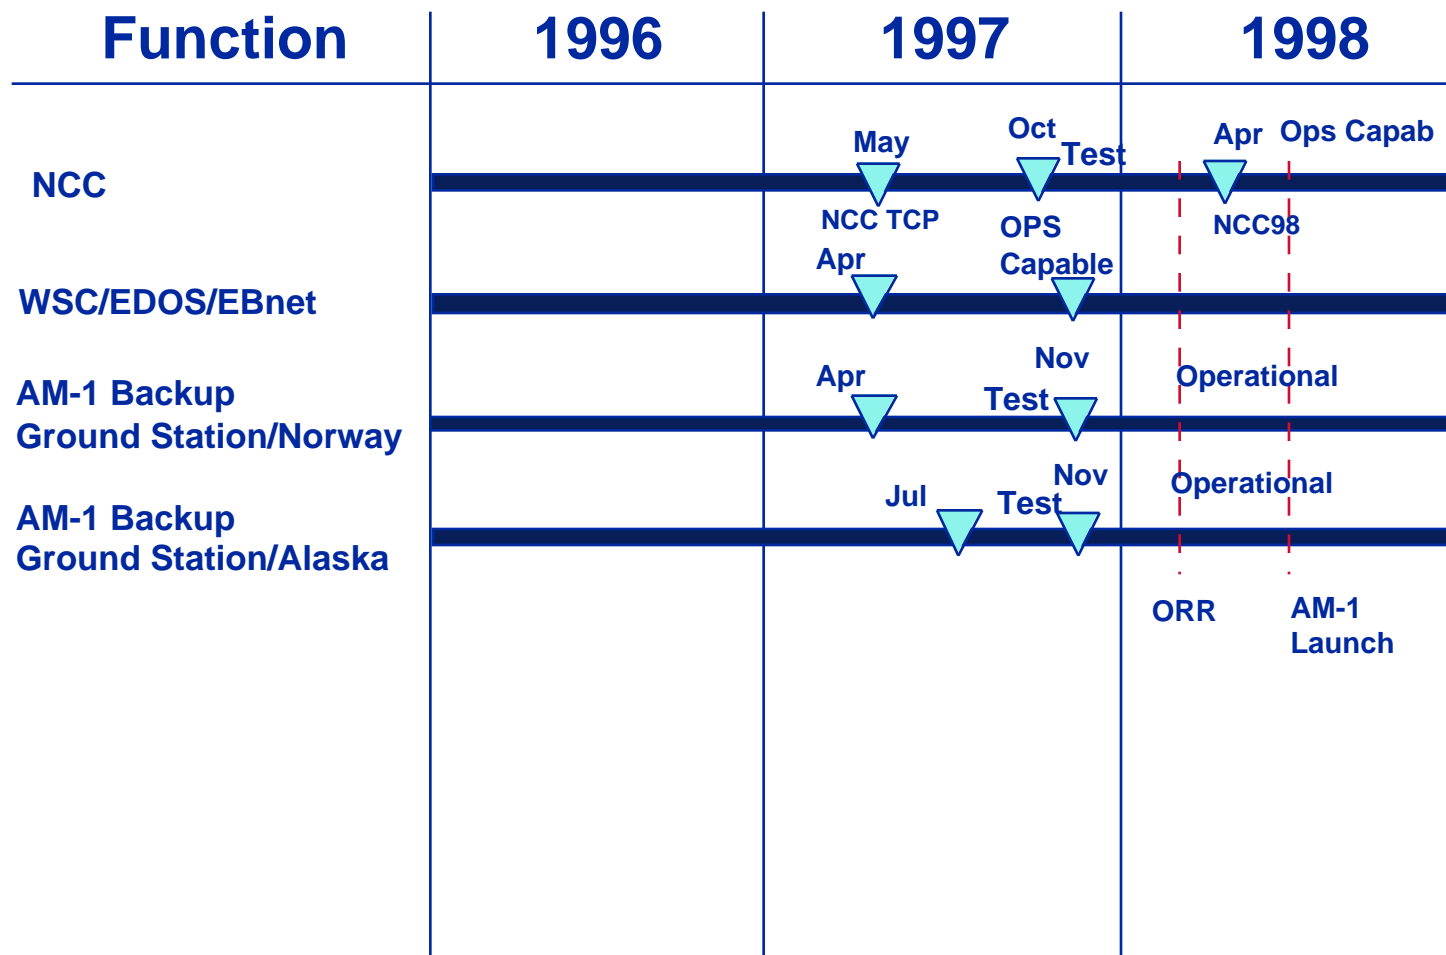 Function 1996 1997 1998
May Oct Test Apr Ops Capab
NCC
NCC TCP OPS NCC98
Apr Capable
WSC/EDOS/EBnet
Nov
Apr Test Operational
AM-1 Backup
Ground Station/Norway
Nov
Jul Test Operational
AM-1 Backup
Ground Station/Alaska
ORR AM-1
Launch